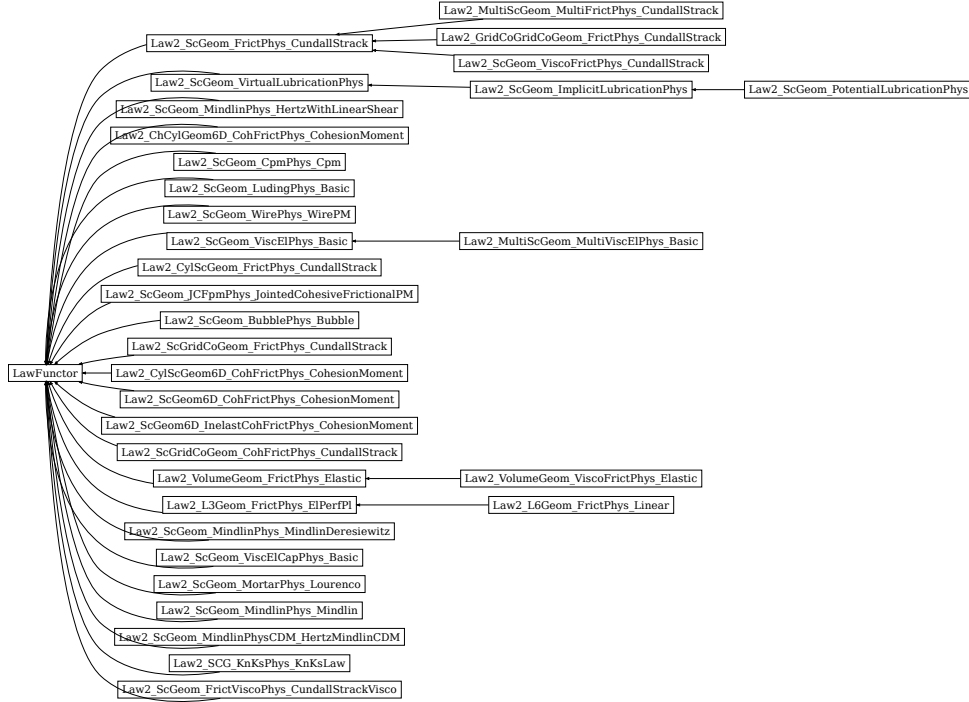 Law2_MultiScGeom_MultiFrictPhys_CundallStrack
Law2_GridCoGridCoGeom_FrictPhys_CundallStrack
Law2_ScGeom_FrictPhys_CundallStrack
Law2_ScGeom_ViscoFrictPhys_CundallStrack
Law2_ScGeom_VirtualLubricationPhys
Law2_ScGeom_ImplicitLubricationPhys
Law2_ScGeom_PotentialLubricationPhys
Law2_ScGeom_MindlinPhys_HertzWithLinearShear
Law2_ChCylGeom6D_CohFrictPhys_CohesionMoment
Law2_ScGeom_CpmPhys_Cpm
Law2_ScGeom_LudingPhys_Basic
Law2_ScGeom_WirePhys_WirePM
Law2_ScGeom_ViscElPhys_Basic
Law2_MultiScGeom_MultiViscElPhys_Basic
Law2_CylScGeom_FrictPhys_CundallStrack
Law2_ScGeom_JCFpmPhys_JointedCohesiveFrictionalPM
Law2_ScGeom_BubblePhys_Bubble
Law2_ScGridCoGeom_FrictPhys_CundallStrack
LawFunctor
Law2_CylScGeom6D_CohFrictPhys_CohesionMoment
Law2_ScGeom6D_CohFrictPhys_CohesionMoment
Law2_ScGeom6D_InelastCohFrictPhys_CohesionMoment
Law2_ScGridCoGeom_CohFrictPhys_CundallStrack
Law2_VolumeGeom_FrictPhys_Elastic
Law2_VolumeGeom_ViscoFrictPhys_Elastic
Law2_L3Geom_FrictPhys_ElPerfPl
Law2_L6Geom_FrictPhys_Linear
Law2_ScGeom_MindlinPhys_MindlinDeresiewitz
Law2_ScGeom_ViscElCapPhys_Basic
Law2_ScGeom_MortarPhys_Lourenco
Law2_ScGeom_MindlinPhys_Mindlin
Law2_ScGeom_MindlinPhysCDM_HertzMindlinCDM
Law2_SCG_KnKsPhys_KnKsLaw
Law2_ScGeom_FrictViscoPhys_CundallStrackVisco